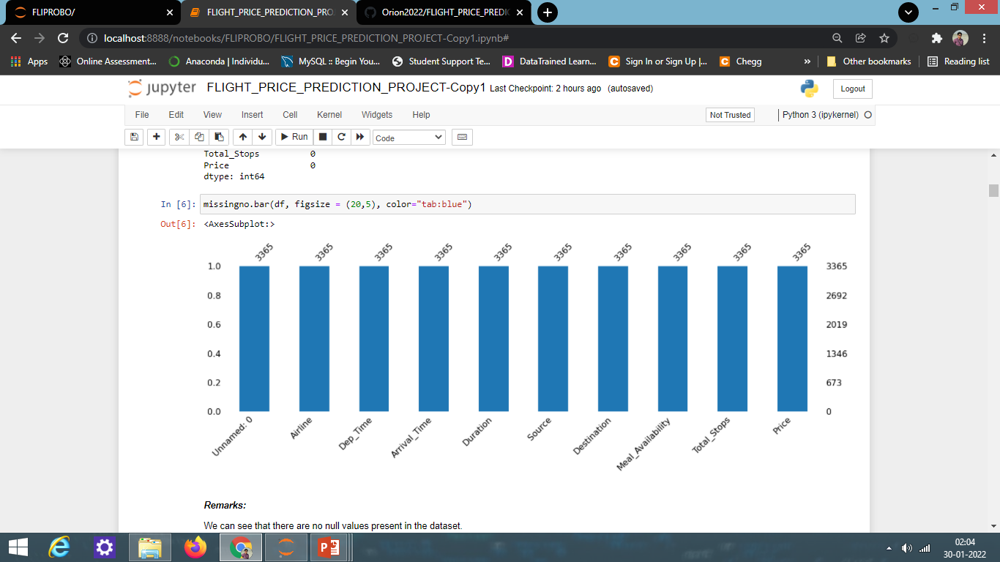 FLIPROBO/
FLIGHT_PRICE_PREDICTION_PRO
Orion2022/FLIGHT_PRICE_PREDIC
localhost:8888/notebooks/FLIPROBO/FLIGHT_PRICE_PREDICTION_PROJECT-Copy1.ipynb#
Apps Online Assessment... Anaconda | Individu... MySQL :: Begin You... Student Support Te... DataTrained Learn... Sign In or Sign Up |... Chegg » Other bookmarks Reading list
jupyter FLIGHT_PRICE_PREDICTION_PROJECT-Copy1 Last Checkpoint: 2 hours ago (autosaved) Logout
File Edit View Insert Cell Kernel Widgets Help Not Trusted Python 3 (ipykernel)
Run Code
Total_Stops 0
Price 0
dtype: int64
In [6]: missingno.bar(df, figsize = (20,5), color="tab:blue")
Out[6]: <AxesSubplot:>
3365 3365 3365 3365 3365 3365 3365 3365 3365 3365
1.0 3365
0.8 2692
0.6 2019
0.4 1346
0.2 673
0.0 0
Unnamed: 0 Airline Dep_Time Arrival_Time Duration Source Destination Meal_Availability Total_Stops Price
Remarks:
We can see that there are no null values present in the dataset.
02:04
30-01-2022